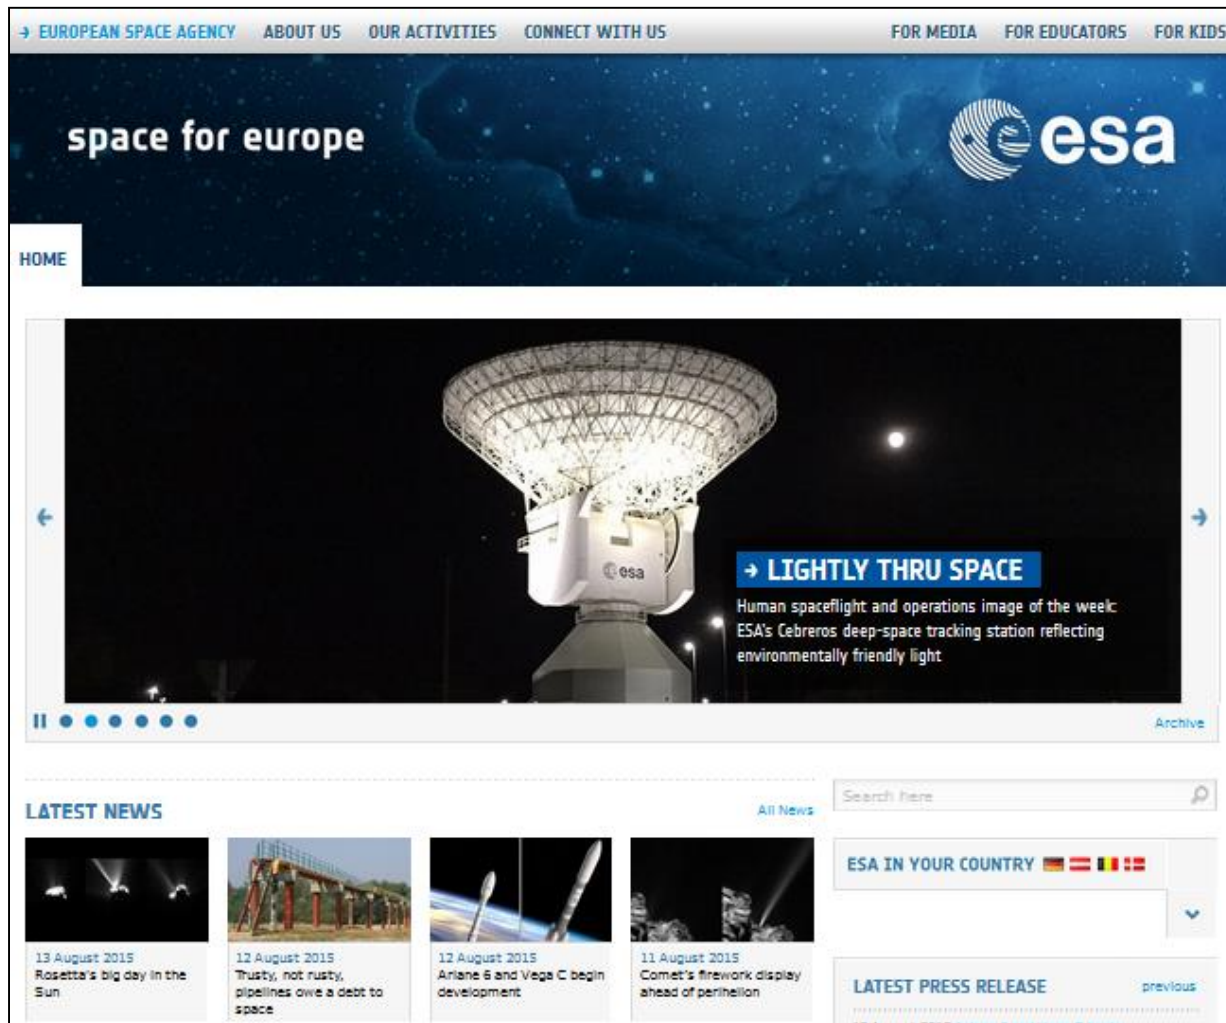 → EUROPEAN SPACE AGENCY ABOUT US OUR ACTIVITIES CONNECT WITH US FOR MEDIA FOR EDUCATORS FOR KIDS
space for europe
esa
HOME
esa
→ LIGHTLY THRU SPACE
Human spaceflight and operations image of the week:
ESA's Cebreros deep-space tracking station reflecting
environmentally friendly light
Archive
LATEST NEWS
All News
13 August 2015
Rosetta's big day in the
Sun
12 August 2015
Trusty, not rusty,
pipelines owe a debt to
space
12 August 2015
Ariane 6 and Vega C begin
development
11 August 2015
Comet's firework display
ahead of perihelion
Search here
ESA IN YOUR COUNTRY
LATEST PRESS RELEASE
previous